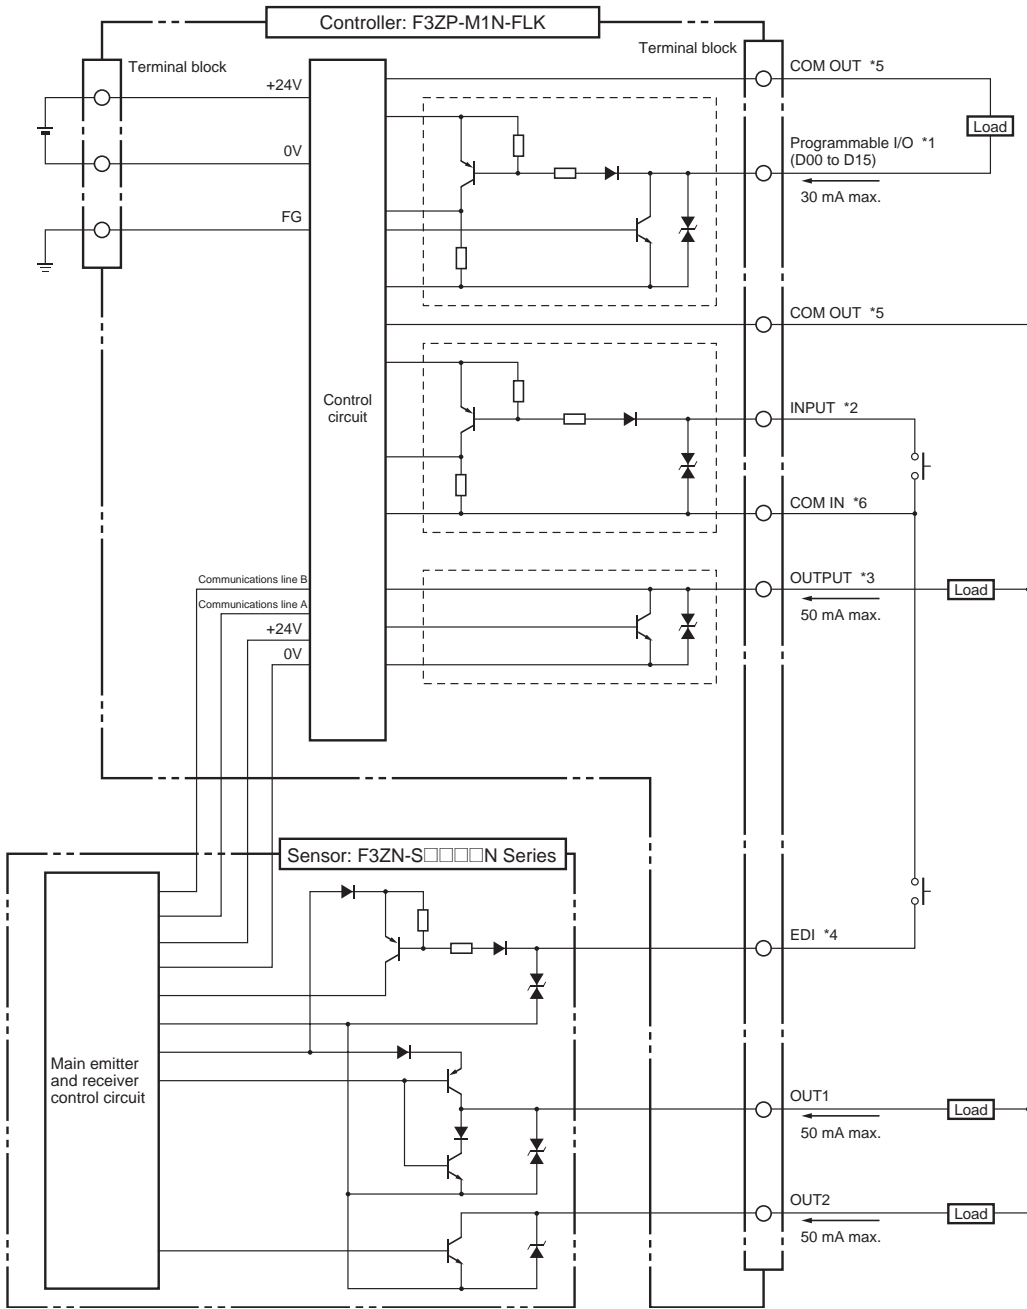 Controller: F3ZP-M1N-FLK
Terminal block
Terminal block
+24V
0V
FG
Control
circuit
COM OUT *5
Load
Programmable I/O *1
(D00 to D15)
30 mA max.
COM OUT *5
INPUT *2
COM IN *6
OUTPUT *3
Load
50 mA max.
Communications line B
Communications line A
+24V
0V
Sensor: F3ZN-S□□□□N Series
EDI *4
Main emitter
and receiver
control circuit
OUT1
Load
50 mA max.
OUT2
Load
50 mA max.